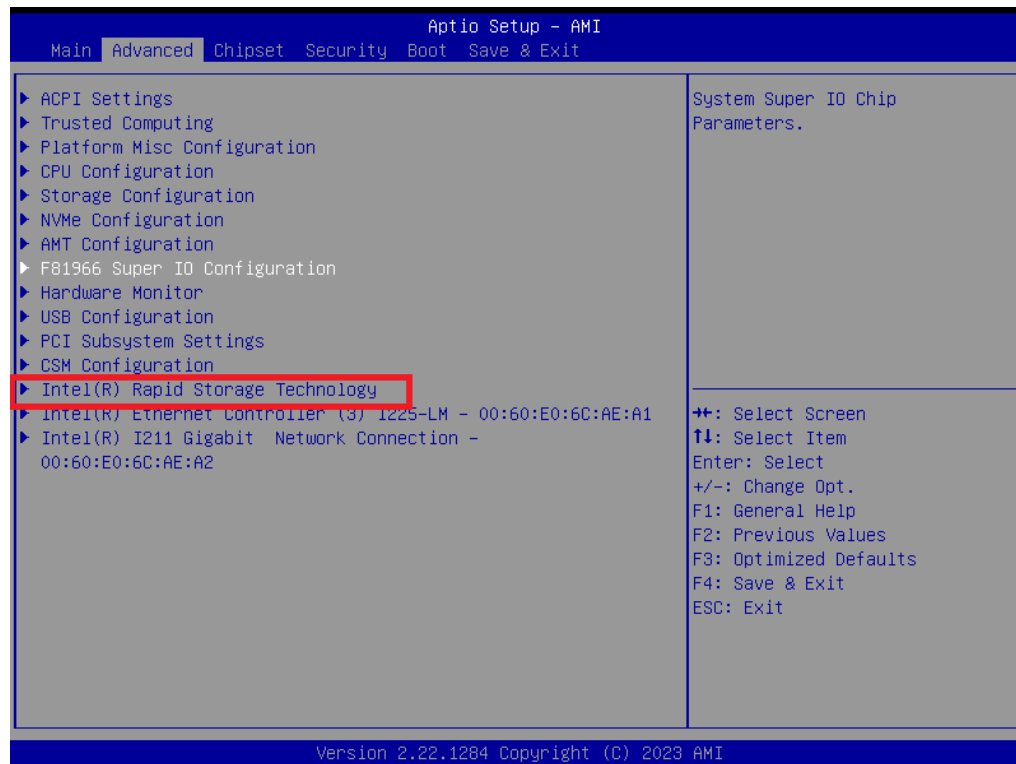 Aptio Setup – AMI
Main Advanced Chipset Security Boot Save & Exit
▶ ACPI Settings
▶ Trusted Computing
▶ Platform Misc Configuration
▶ CPU Configuration
▶ Storage Configuration
▶ NVMe Configuration
▶ AMT Configuration
▶ F81966 Super IO Configuration
▶ Hardware Monitor
▶ USB Configuration
▶ PCI Subsystem Settings
▶ CSM Configuration
▶ Intel(R) Rapid Storage Technology
▶ Intel(R) Ethernet Controller (3) I225-LM – 00:60:E0:6C:AE:A1
▶ Intel(R) I211 Gigabit  Network Connection –
00:60:E0:6C:AE:A2
System Super IO Chip
Parameters.
→←: Select Screen
↑↓: Select Item
Enter: Select
+/-: Change Opt.
F1: General Help
F2: Previous Values
F3: Optimized Defaults
F4: Save & Exit
ESC: Exit
Version 2.22.1284 Copyright (C) 2023 AMI